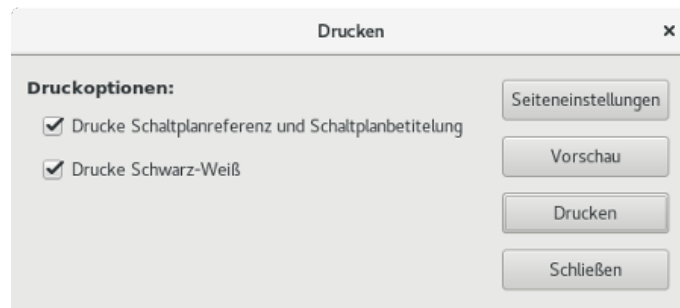 Drucken
Druckoptionen:
Drucke Schaltplanreferenz und Schaltplanbetitelung
Drucke Schwarz-Weiß
Seiteneinstellungen
Vorschau
Drucken
Schließen